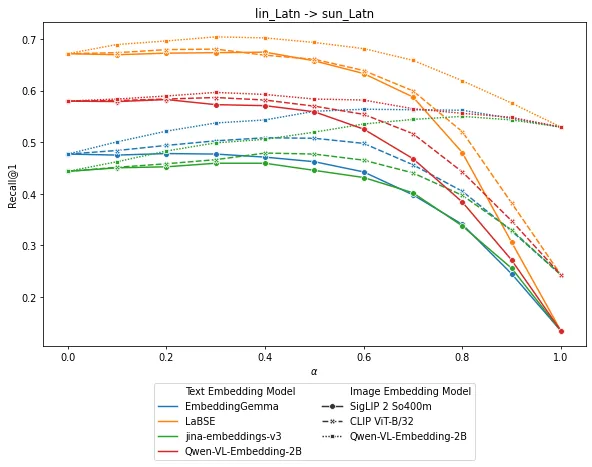 lin_Latn -> sun_Latn
0.7
0.6
0.5
0.4
0.3
0.2
Recall@1
0.0 0.2 0.4 0.6 0.8 1.0
α
Text Embedding Model Image Embedding Model
EmbeddingGemma SigLIP 2 So400m
LaBSE CLIP ViT-B/32
jina-embeddings-v3 Qwen-VL-Embedding-2B
Qwen-VL-Embedding-2B